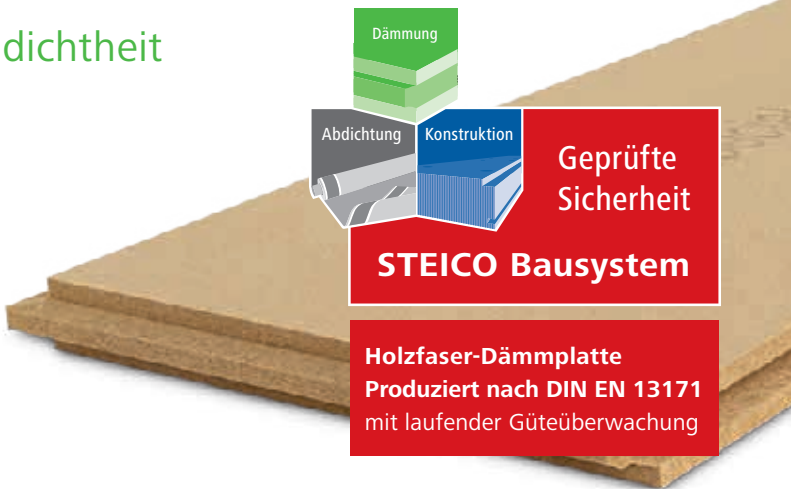 dichtheit
Dämmung
Abdichtung
Konstruktion
Geprüfte
Sicherheit
STEICO Bausystem
Holzfaser-Dämmplatte
Produziert nach DIN EN 13171
mit laufender Güteüberwachung